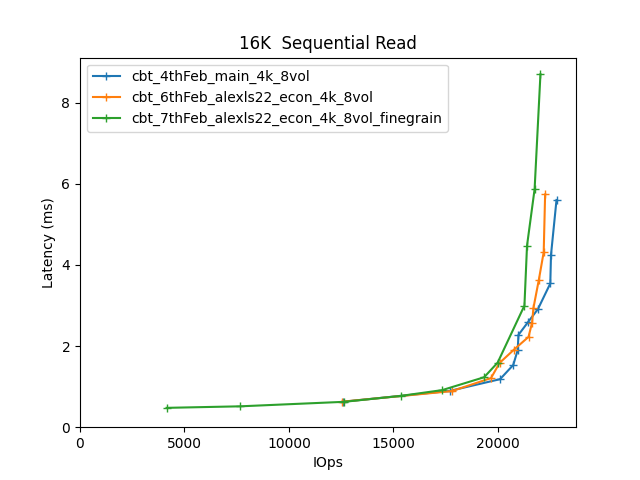 16K  Sequential Read
cbt_4thFeb_main_4k_8vol
cbt_6thFeb_alexls22_econ_4k_8vol
cbt_7thFeb_alexls22_econ_4k_8vol_finegrain
Latency (ms)
8
6
4
2
0
0 5000 10000 15000 20000
IOps